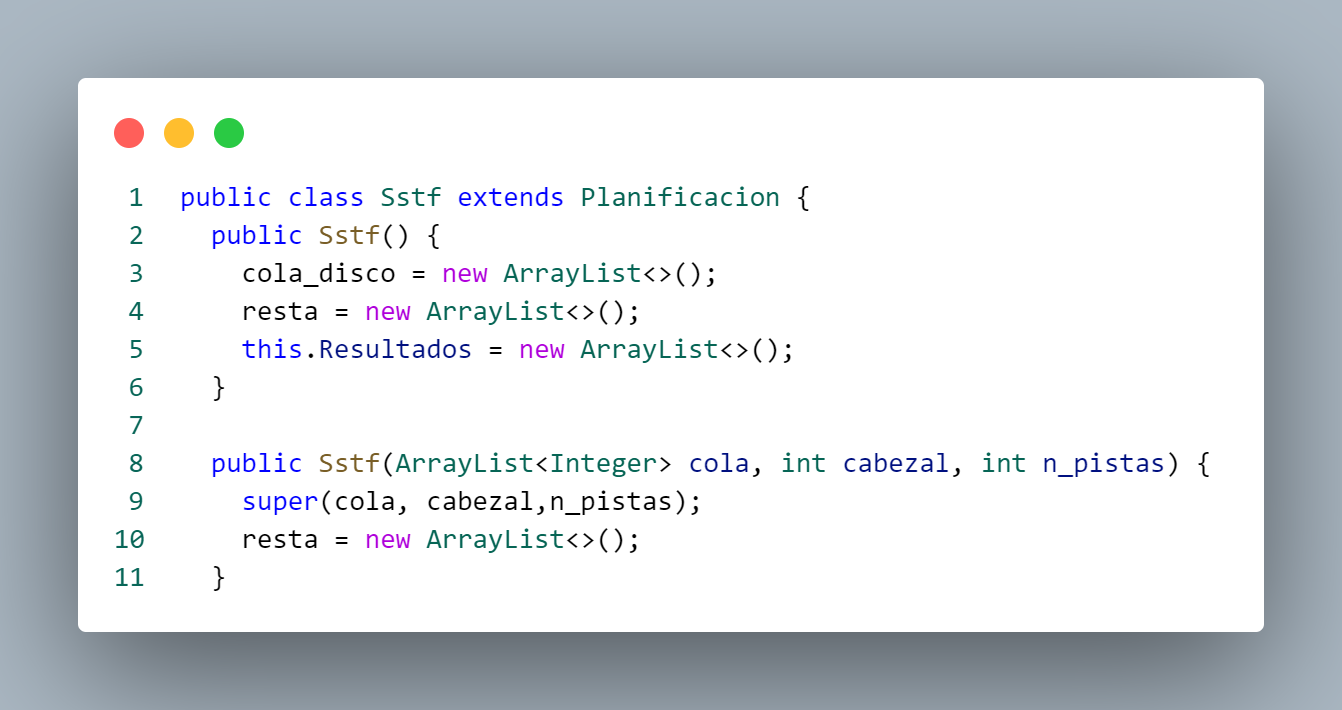 1 public class Sstf extends Planificacion {
2 public Sstf() {
3 cola_disco = new ArrayList<>();
4 resta = new ArrayList<>();
5 this.Resultados = new ArrayList<>();
6 }
7
8 public Sstf(ArrayList<Integer> cola, int cabezal, int n_pistas) {
9 super(cola, cabezal,n_pistas);
10 resta = new ArrayList<>();
11 }